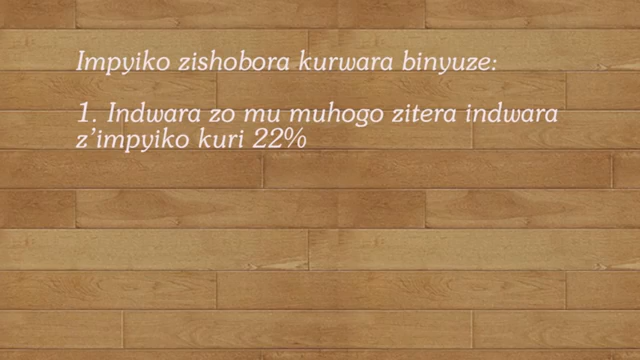 Impyiko zishobora kurwara binyuze:
1. Indwara zo mu muhogo zitera indwara
z’impyiko kuri 22%